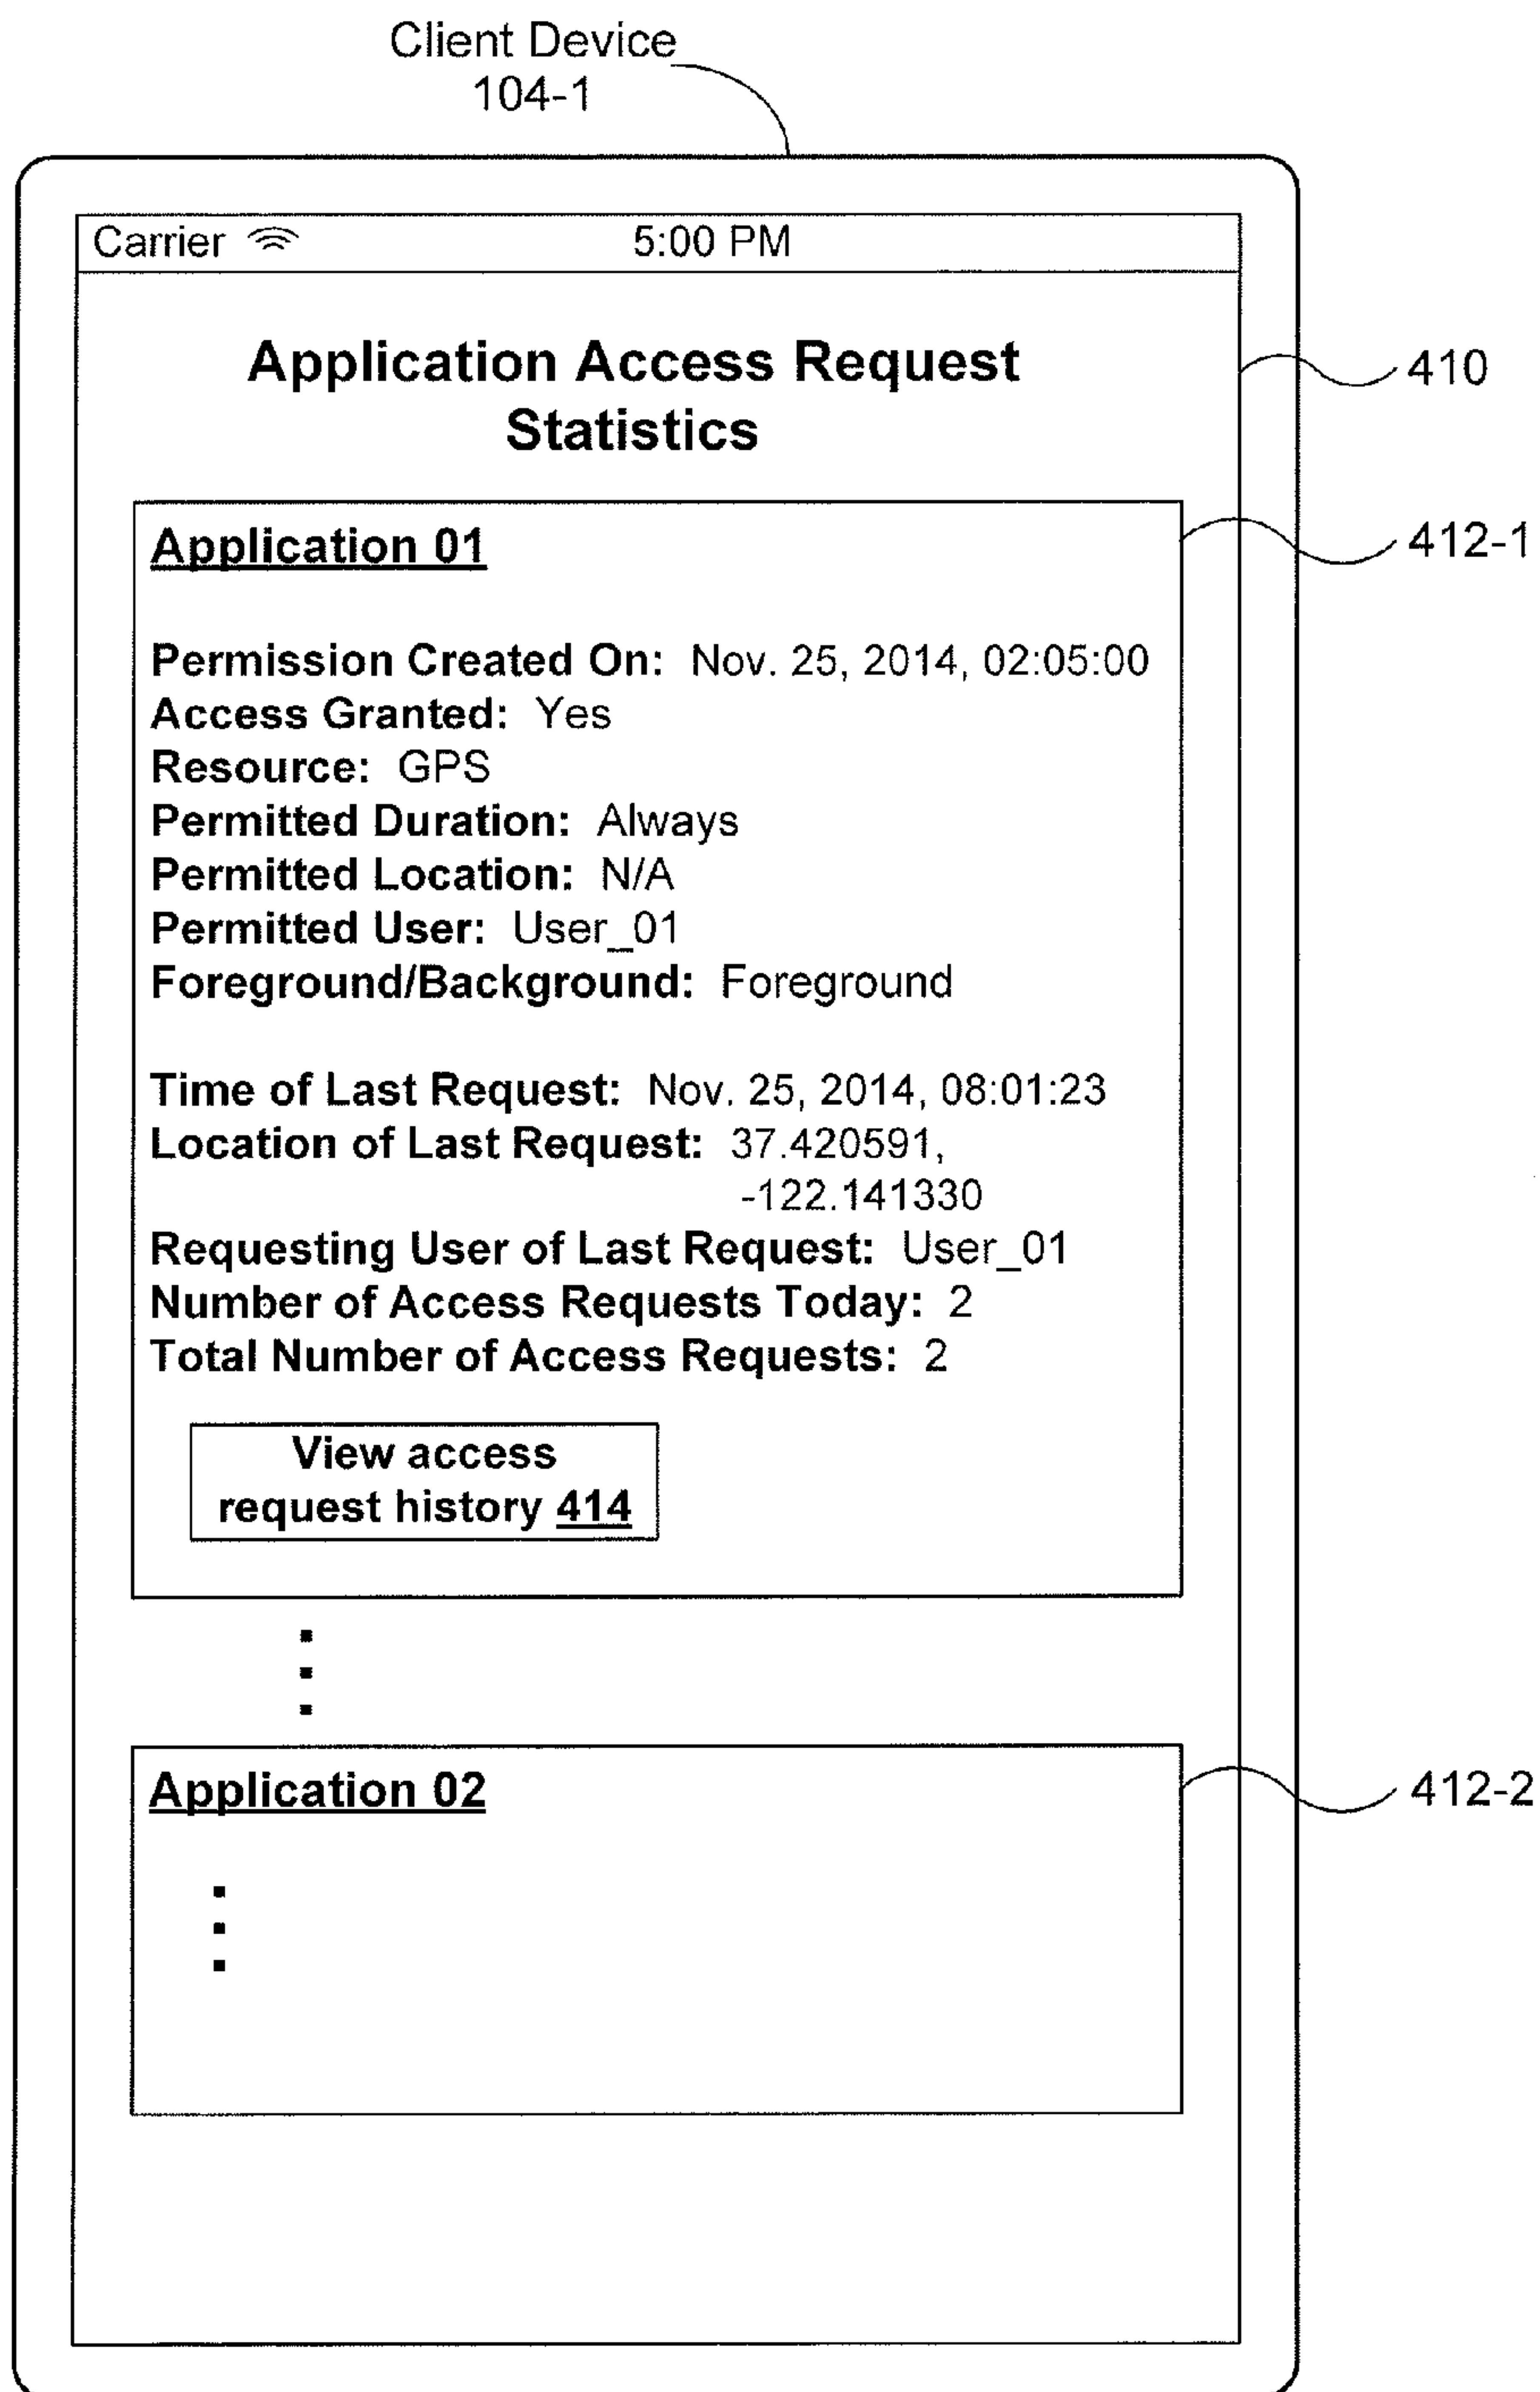 Client Device
104-1
Carrier 5:00 PM
Application Access Request
Statistics
410
Application 01
412-1
Permission Created On: Nov. 25, 2014, 02:05:00
Access Granted: Yes
Resource: GPS
Permitted Duration: Always
Permitted Location: N/A
Permitted User: User_01
Foreground/Background: Foreground
Time of Last Request: Nov. 25, 2014, 08:01:23
Location of Last Request: 37.420591,
-122.141330
Requesting User of Last Request: User_01
Number of Access Requests Today: 2
Total Number of Access Requests: 2
View access
request history 414
Application 02
412-2